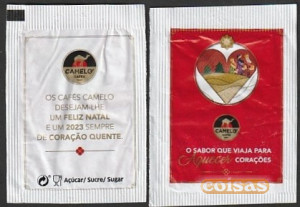 CAMELO
CAFÉS
OS CAFÉS CAMELO
DESEJAM-LHE
UM FELIZ NATAL
E UM 2023 SEMPRE
DE CORAÇÃO QUENTE.
Açúcar/ Sucre/ Sugar
CAMELO
O SABOR QUE VIAJA PARA
Aquecer CORAÇÕES
coisas